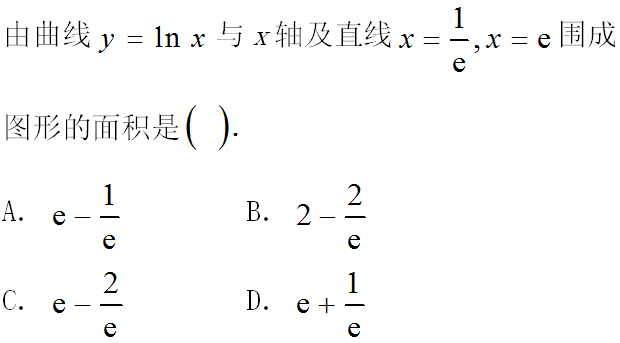 由曲线 y = ln x 与 x 轴及直线 x = 1/e , x = e 围成
图形的面积是( ).
A. e − 1/e B. 2 − 2/e
C. e − 2/e D. e + 1/e